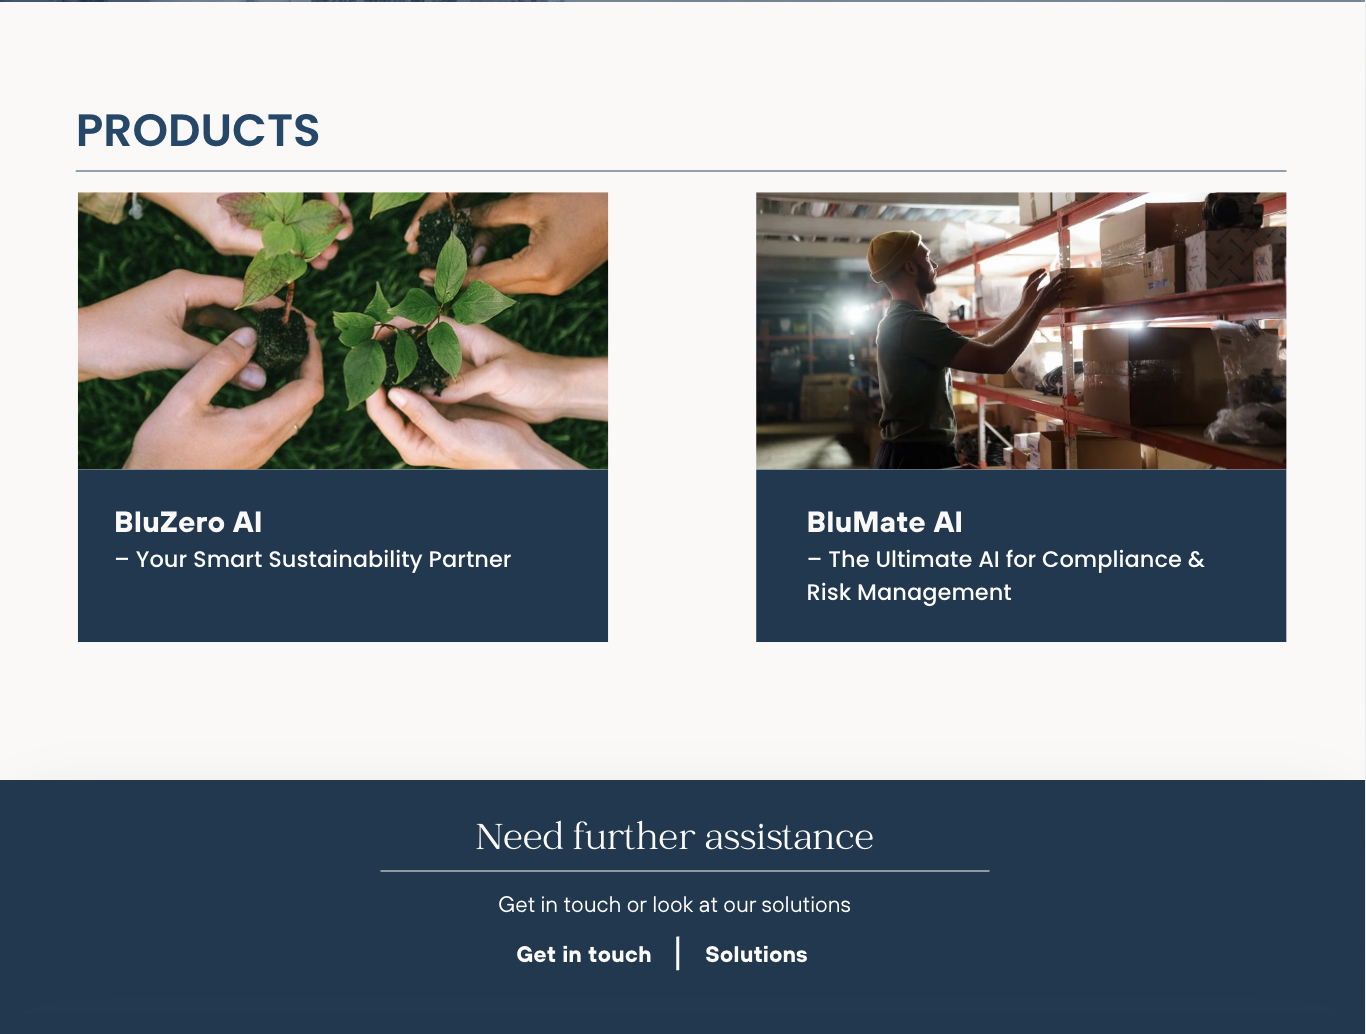 PRODUCTS
BluZero AI
– Your Smart Sustainability Partner
BluMate AI
– The Ultimate AI for Compliance &
Risk Management
Need further assistance
Get in touch or look at our solutions
Get in touch | Solutions